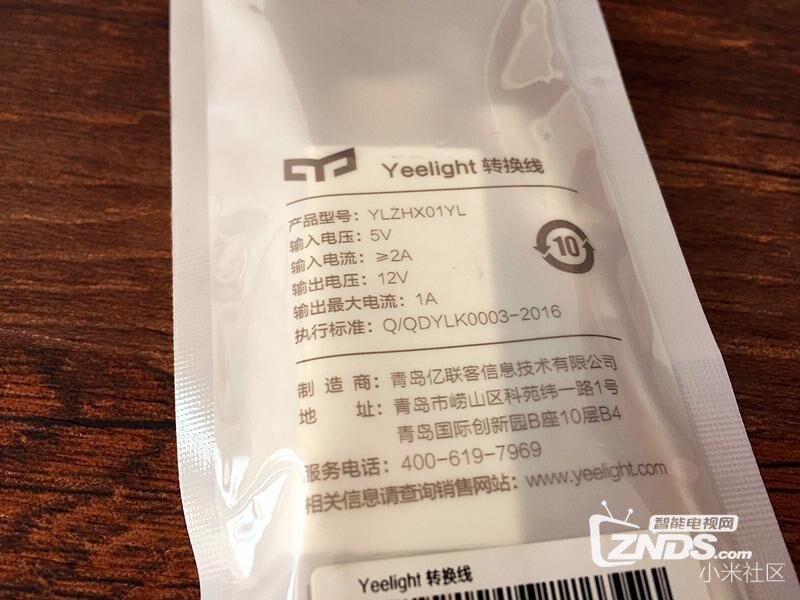 Yeelight 转换线
产品型号：YLZHX01YL
输入电压：5V
输入电流：≥2A
输出电压：12V
输出最大电流：1A
执行标准：Q/QDYLK0003-2016
10
制 造 商：青岛亿联客信息技术有限公司
地 址：青岛市崂山区科苑纬一路1号
青岛国际创新园B座10层B4
服务电话：400-619-7969
相关信息请查询销售网站：www.yeelight.com
Yeelight 转换线
智能电视网
ZNDS.com
小米社区